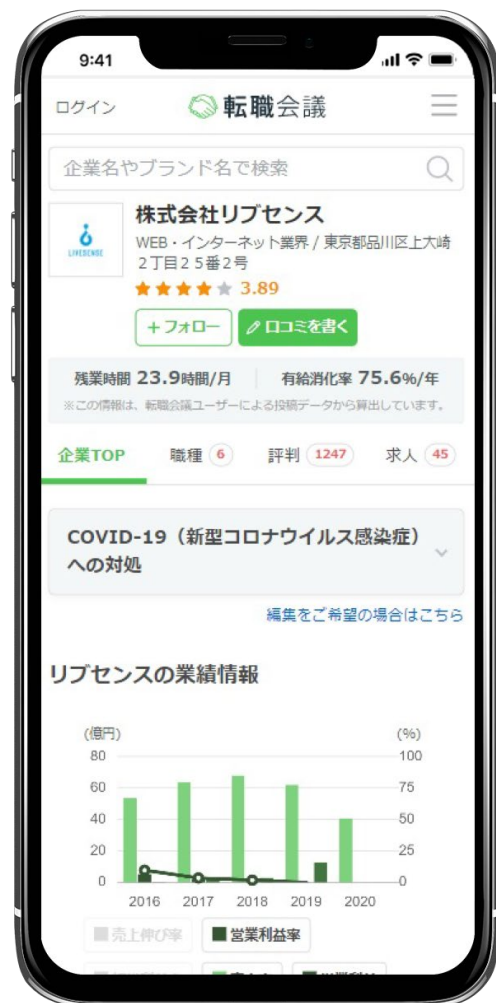 9:41
ログイン
転職会議
企業名やブランド名で検索
LIVESENSE
株式会社リブセンス
WEB・インターネット業界 / 東京都品川区上大崎
2丁目25番2号
3.89
+フォロー
口コミを書く
残業時間 23.9時間/月
有給消化率 75.6%/年
※この情報は、転職会議ユーザーによる投稿データから算出しています。
企業TOP
職種 6
評判 1247
求人 45
COVID-19（新型コロナウイルス感染症）
への対処
編集をご希望の場合はこちら
リブセンスの業績情報
(億円)
(%)
80
100
60
75
40
50
20
25
0
0
2016 2017 2018 2019 2020
売上伸び率
営業利益率